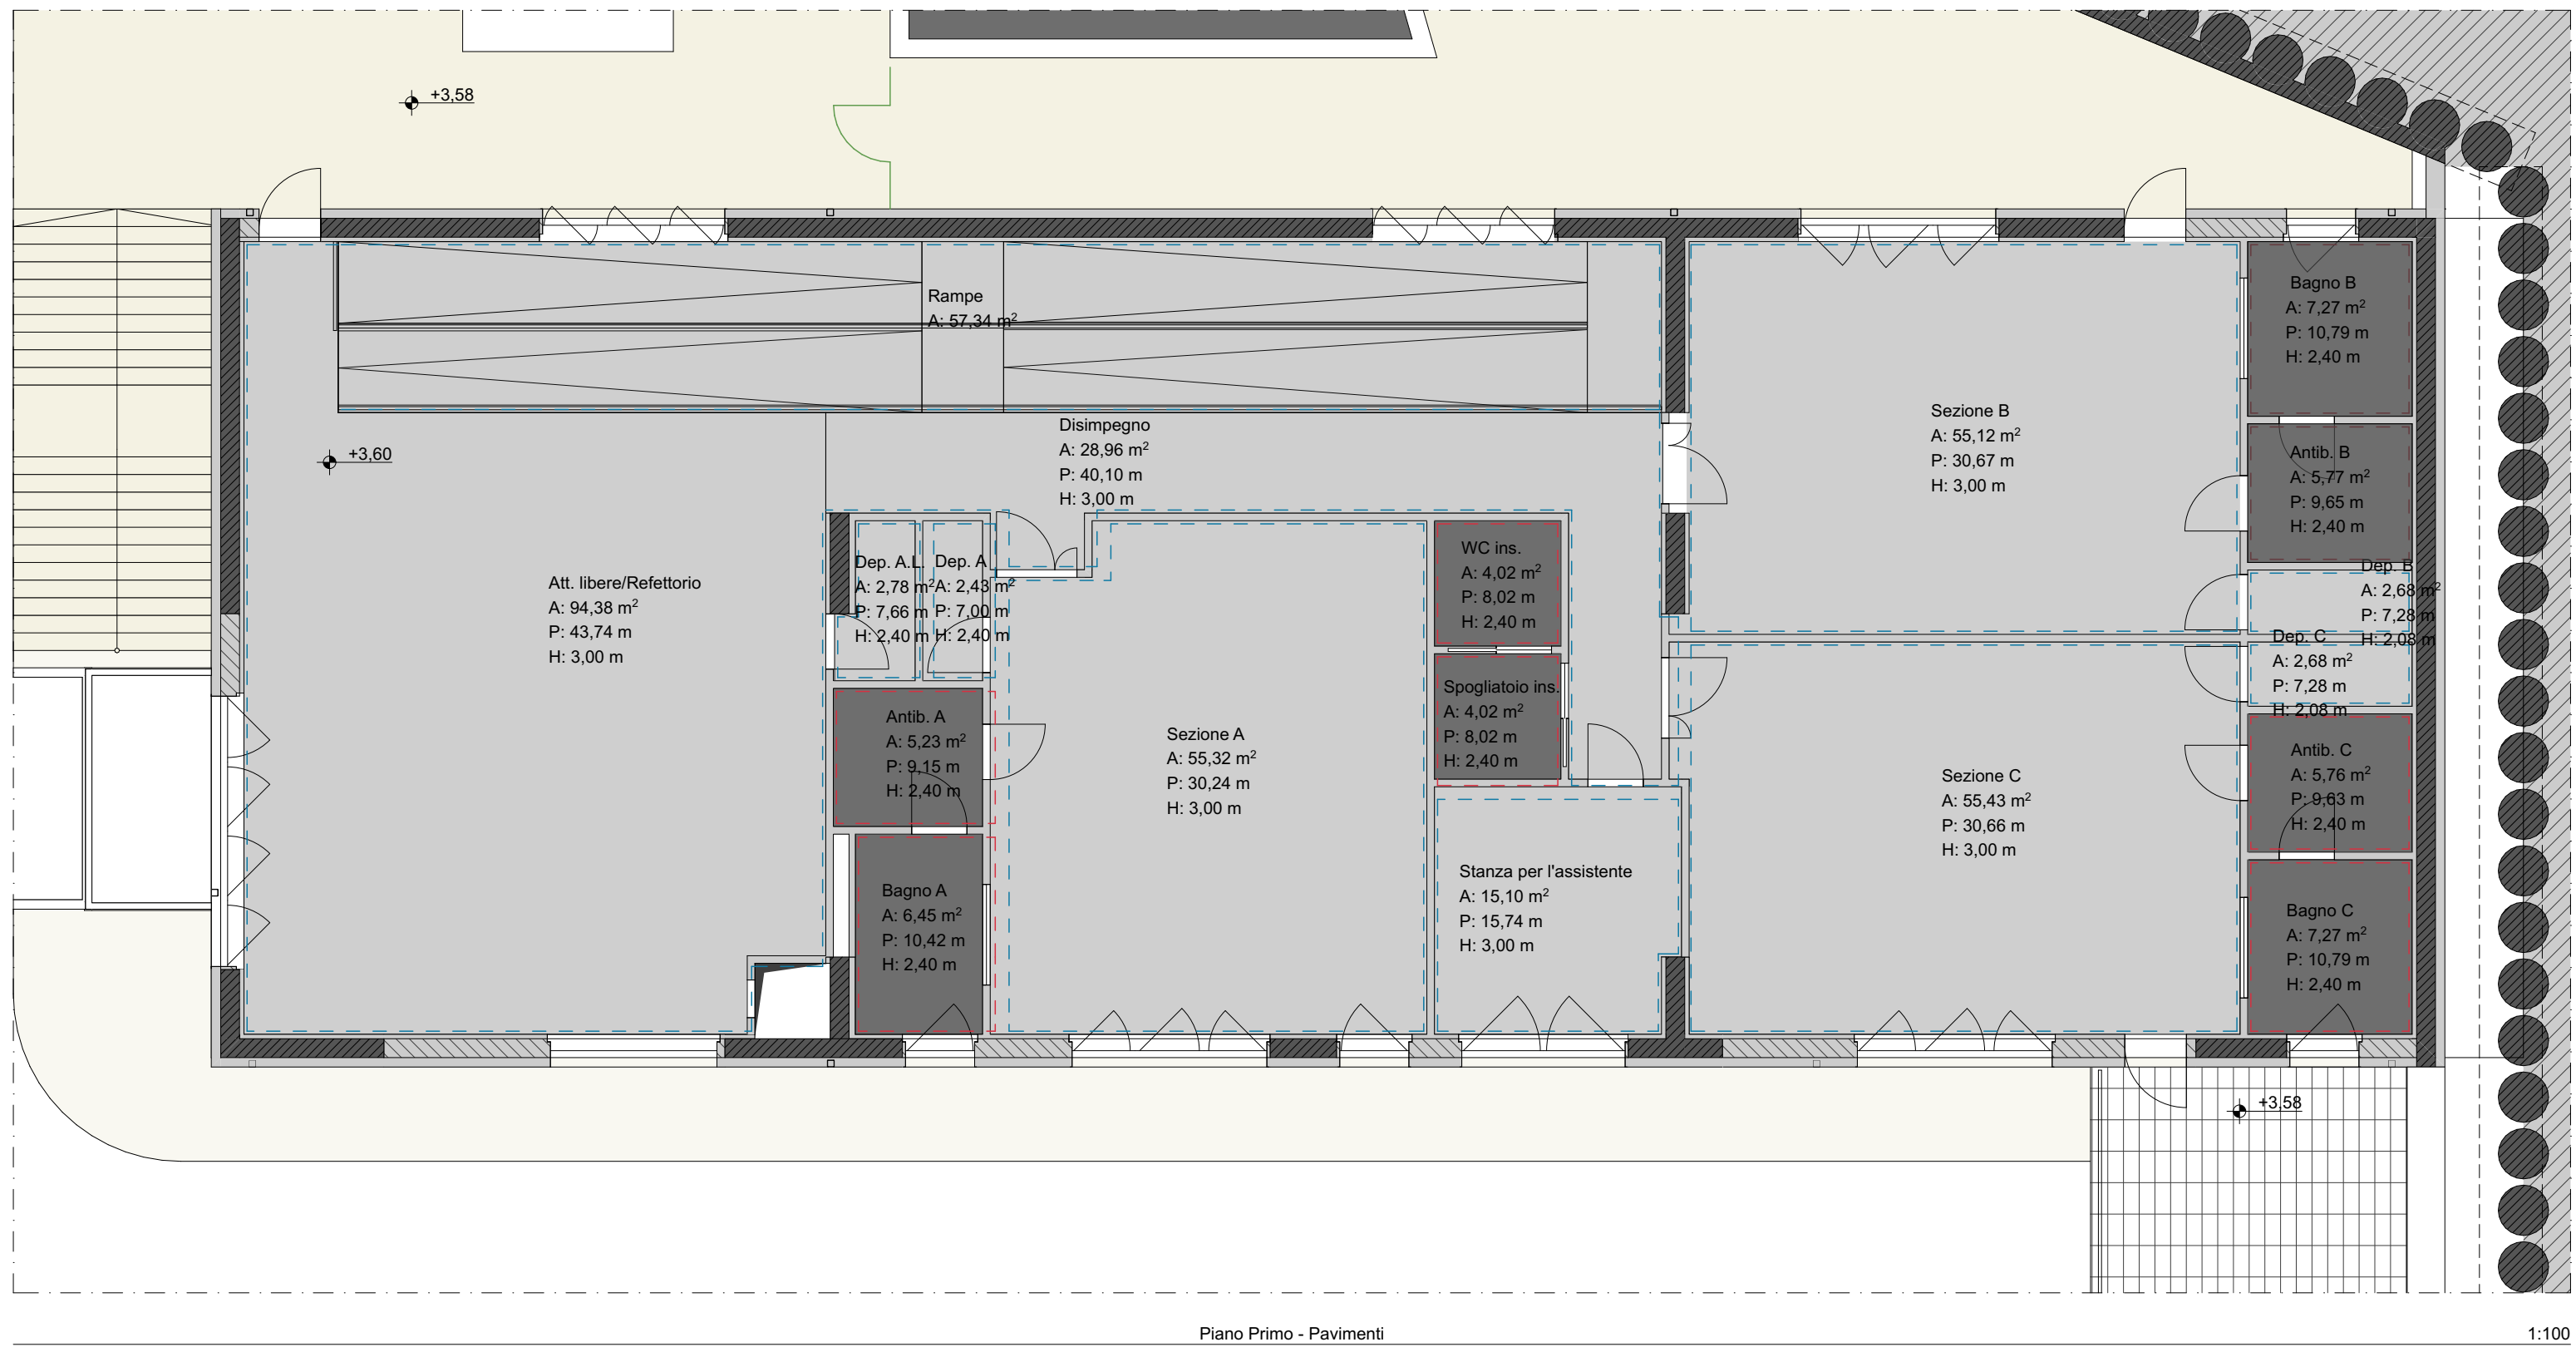 +3,58
Rampe
A: 57,34 m²
Bagno B
A: 7,27 m²
P: 10,79 m
H: 2,40 m
Disimpegno
A: 28,96 m²
P: 40,10 m
H: 3,00 m
Sezione B
A: 55,12 m²
P: 30,67 m
H: 3,00 m
+3,60
Antib. B
A: 5,77 m²
P: 9,65 m
H: 2,40 m
Att. libere/Refettorio
A: 94,38 m²
P: 43,74 m
H: 3,00 m
Dep. A.L.
A: 2,78 m²
P: 7,66 m
H: 2,40 m
Dep. A
A: 2,43 m²
P: 7,00 m
H: 2,40 m
WC ins.
A: 4,02 m²
P: 8,02 m
H: 2,40 m
Dep. B
A: 2,68 m²
P: 7,28 m
H: 2,08 m
Dep. C
A: 2,68 m²
P: 7,28 m
H: 2,08 m
Spogliatoio ins.
A: 4,02 m²
P: 8,02 m
H: 2,40 m
Antib. A
A: 5,23 m²
P: 9,15 m
H: 2,40 m
Sezione A
A: 55,32 m²
P: 30,24 m
H: 3,00 m
Sezione C
A: 55,43 m²
P: 30,66 m
H: 3,00 m
Antib. C
A: 5,76 m²
P: 9,63 m
H: 2,40 m
Bagno A
A: 6,45 m²
P: 10,42 m
H: 2,40 m
Stanza per l'assistente
A: 15,10 m²
P: 15,74 m
H: 3,00 m
Bagno C
A: 7,27 m²
P: 10,79 m
H: 2,40 m
+3,58
Piano Primo - Pavimenti
1:100